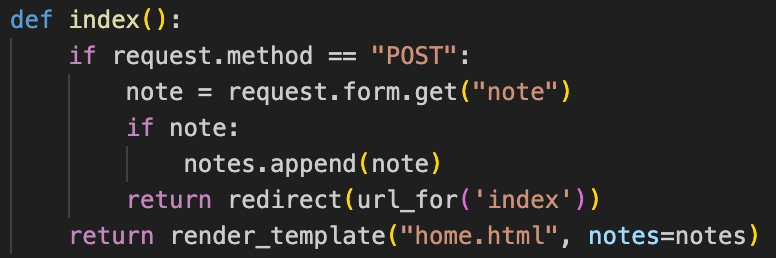 def index():
    if request.method == "POST":
        note = request.form.get("note")
        if note:
            notes.append(note)
        return redirect(url_for('index'))
    return render_template("home.html", notes=notes)